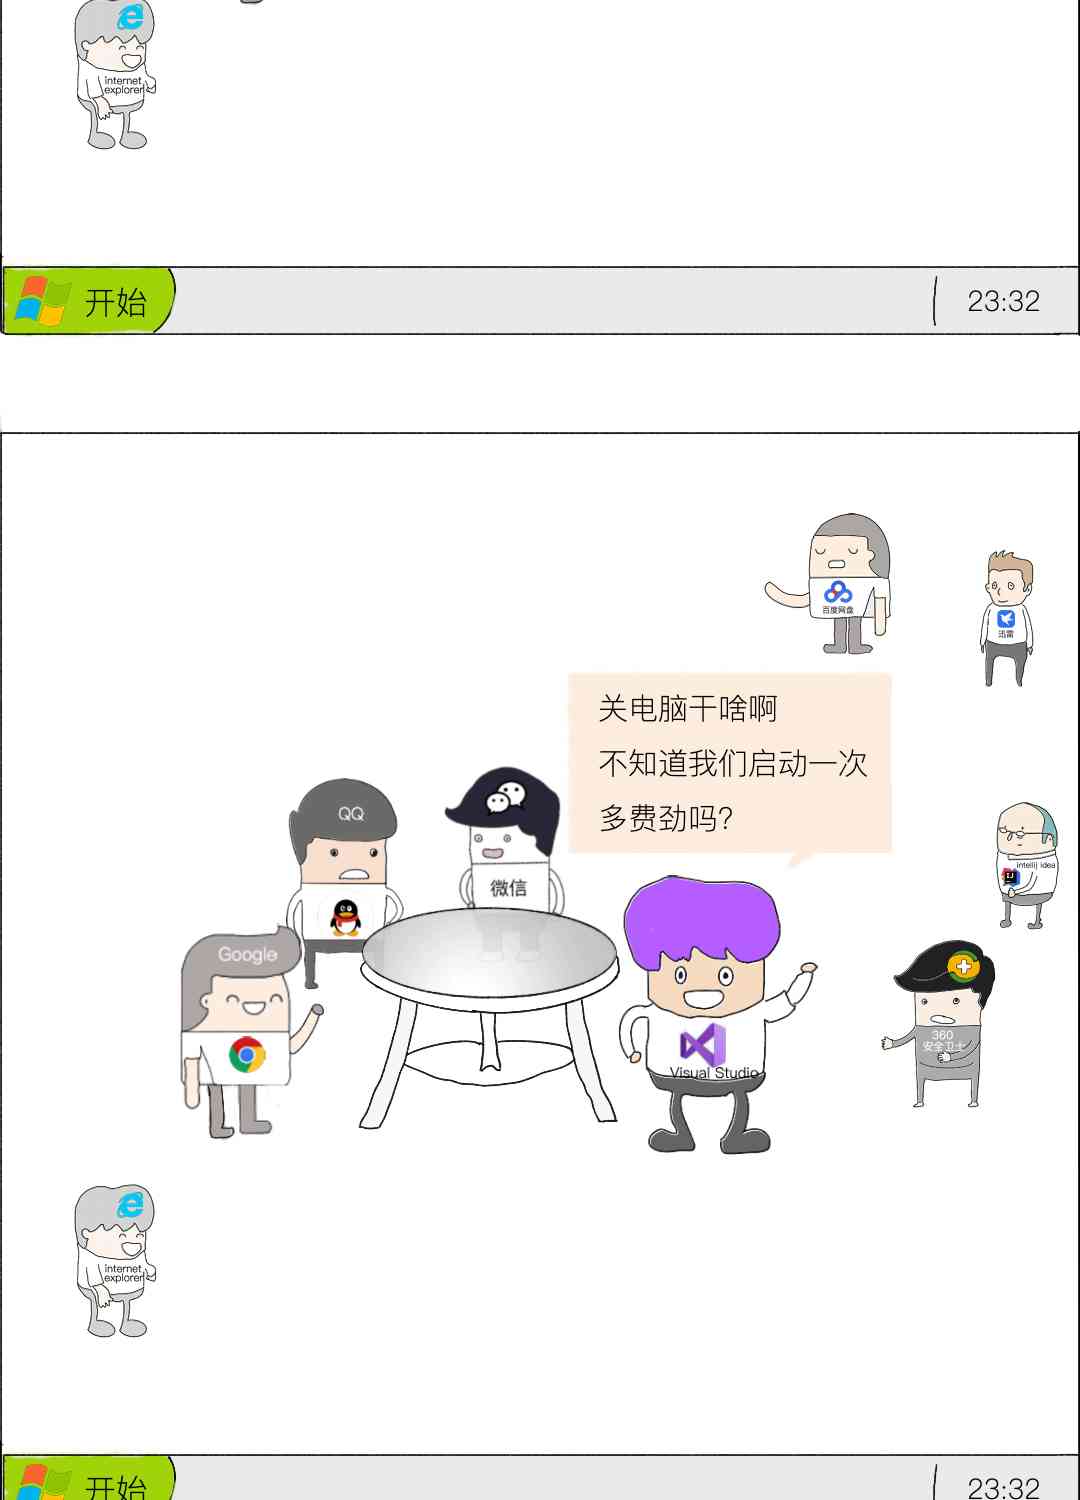 internet
explorer
开始
23:32
百度网盘
迅雷
关电脑干啥啊
不知道我们启动一次
多费劲吗?
QQ
微信
intellij idea
IJ
Google
360
安全卫士
Visual Studio
internet
explorer
开始
23:32